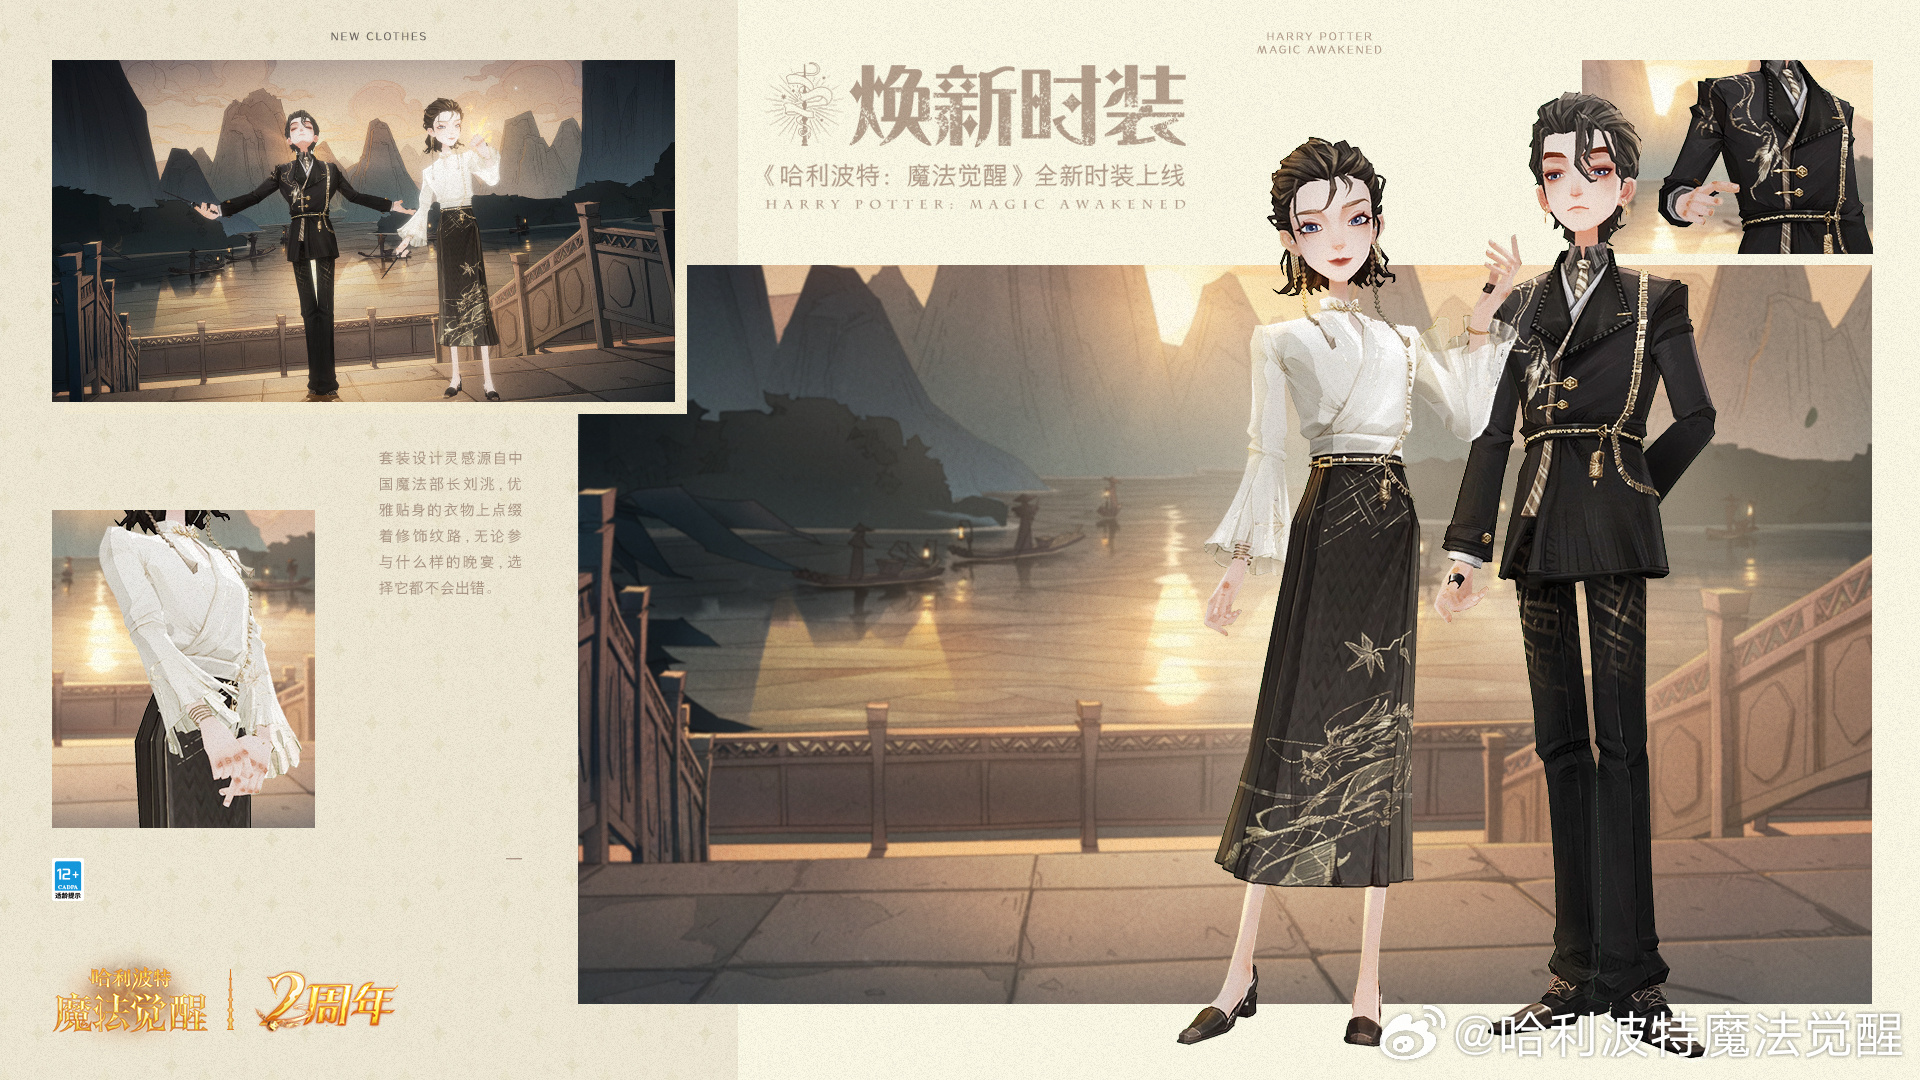 NEW CLOTHES
HARRY POTTER
MAGIC AWAKENED
焕新时装
《哈利波特：魔法觉醒》全新时装上线
HARRY POTTER: MAGIC AWAKENED
套装设计灵感源自中
国魔法部长刘洮，优
雅贴身的衣物上点缀
着修饰纹路，无论参
与什么样的晚宴，选
择它都不会出错。
12+
CADPA
适龄提示
哈利波特
魔法觉醒
2周年
@哈利波特魔法觉醒